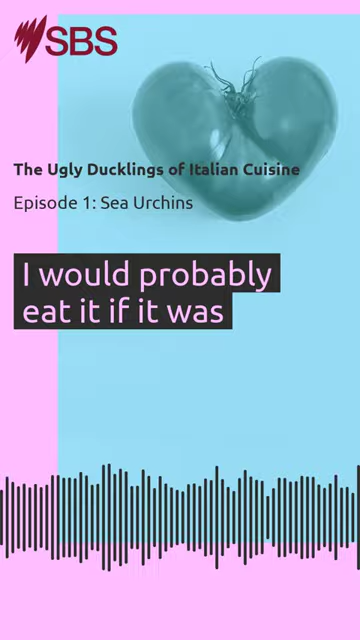 SBS
The Ugly Ducklings of Italian Cuisine
Episode 1: Sea Urchins
I would probably
eat it if it was